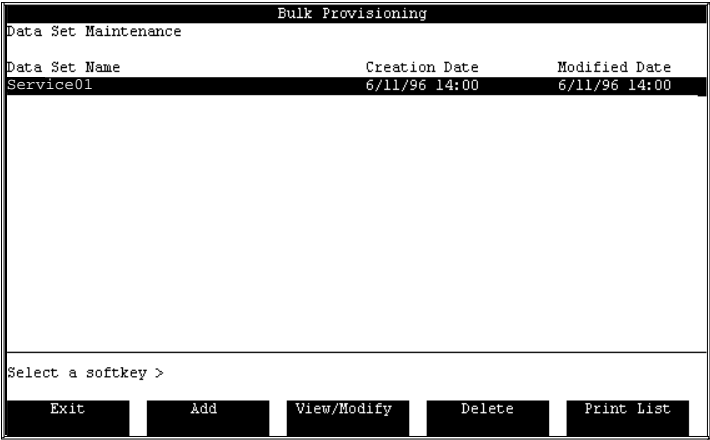 Bulk Provisioning
Data Set Maintenance
Data Set Name Creation Date Modified Date
Service01 6/11/96 14:00 6/11/96 14:00
Select a softkey >
Exit Add View/Modify Delete Print List